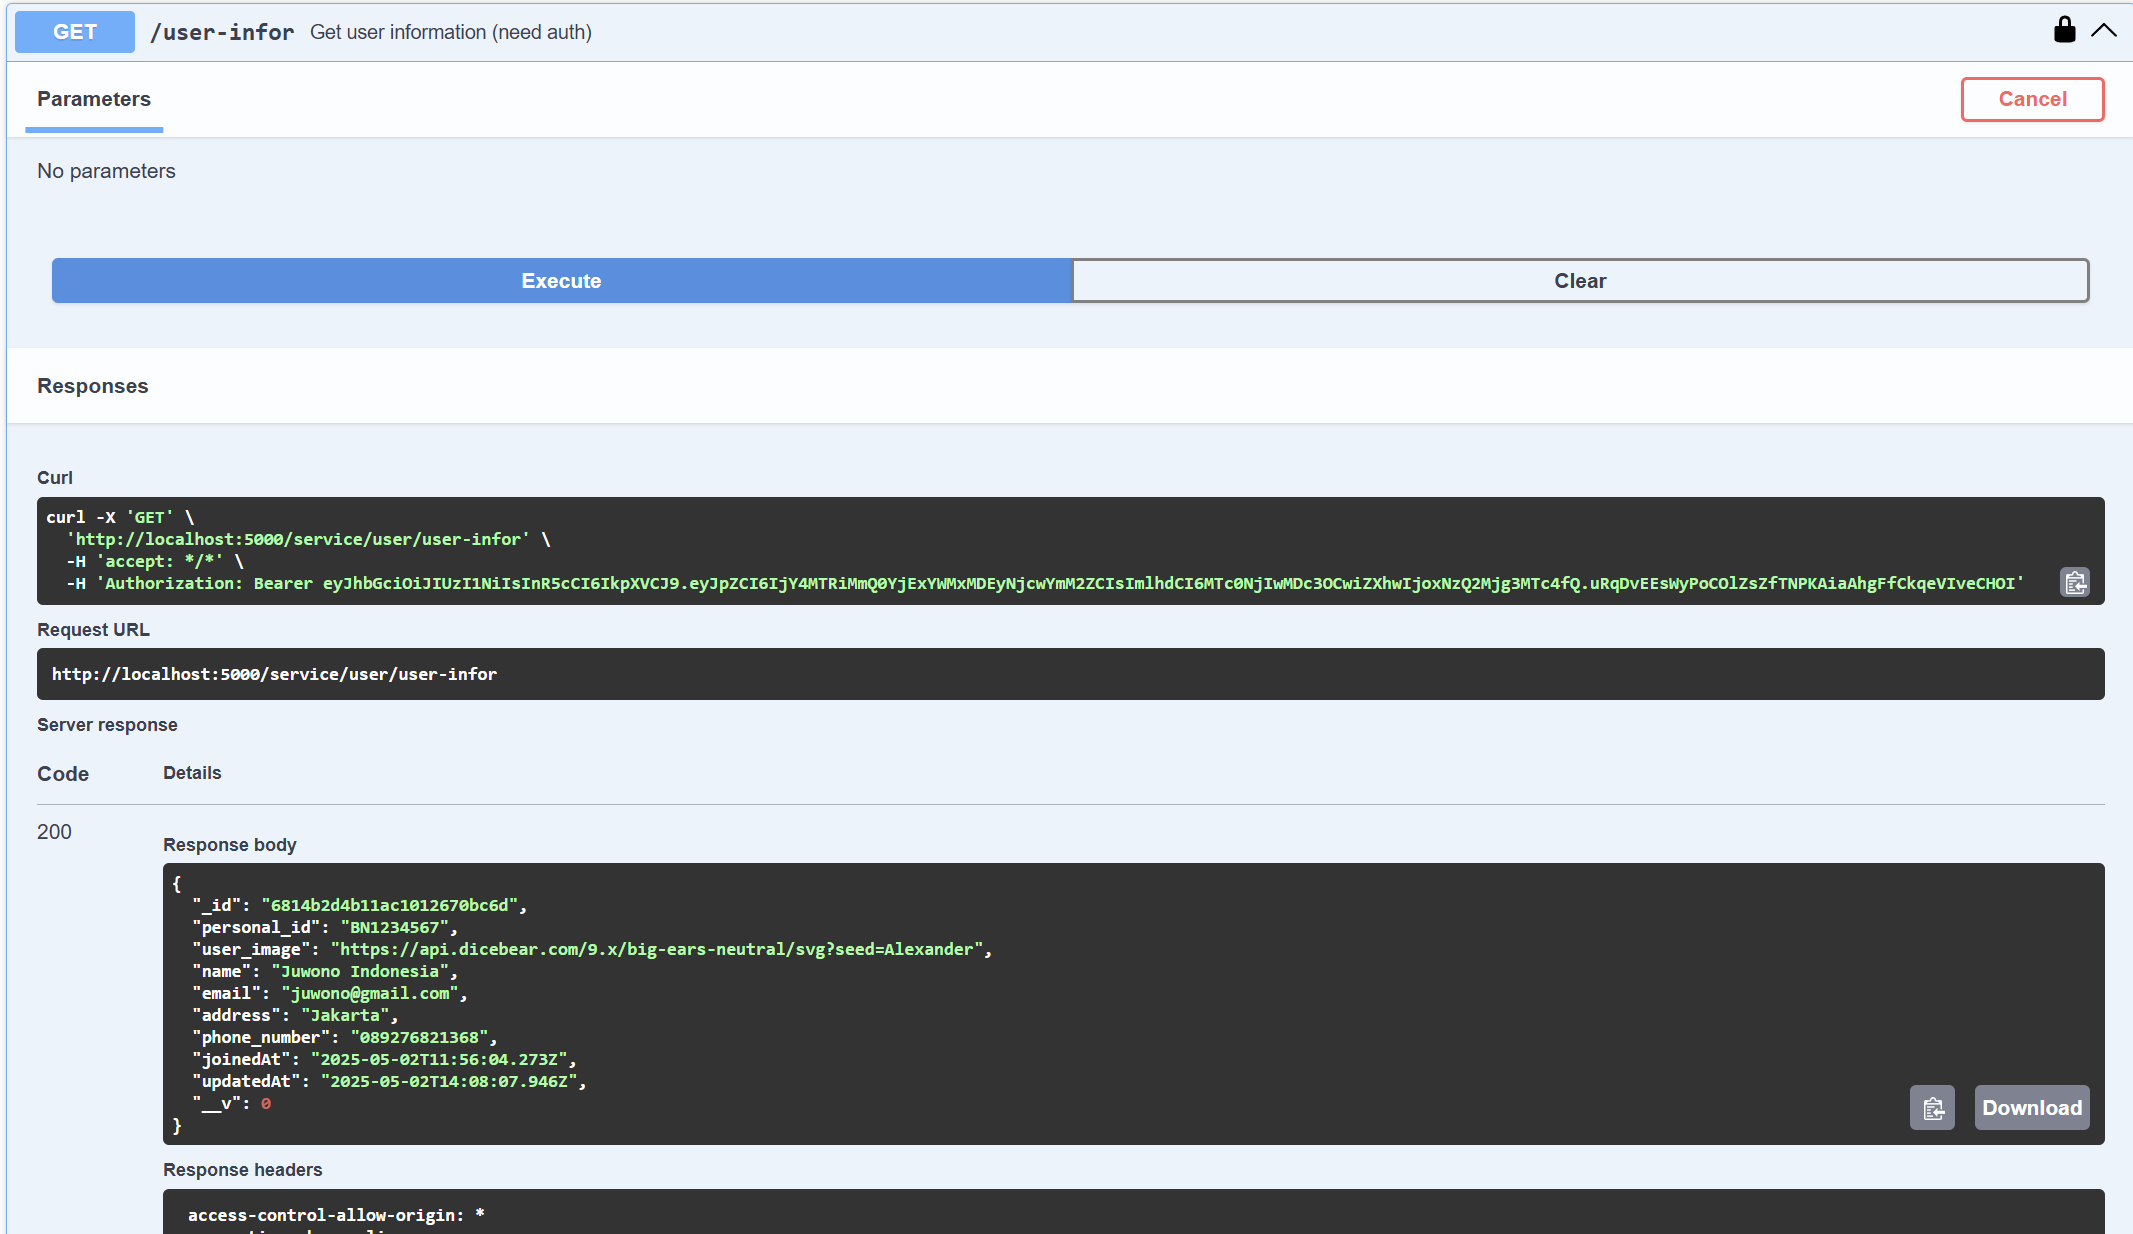 GET /user-infor Get user information (need auth)
Parameters
Cancel
No parameters
Execute
Clear
Responses
Curl
curl -X 'GET' \
'http://localhost:5000/service/user/user-infor' \
-H 'accept: */*' \
-H 'Authorization: Bearer eyJhbGciOiJIUzI1NiIsInR5cCI6IkpXVCJ9.eyJpZCI6IjY4MTRiMmQ0YjExYWMxMDEyNjcwYmM2ZCIsImlhdCI6MTc0NjIwMDc3OCwiZXhwIjoxNzQ2Mjg3MTc4fQ.uRqDvEEsWyPoCOlZsZfTNPKAiaAhgFfCkqeVIveCHOI'
Request URL
http://localhost:5000/service/user/user-infor
Server response
Code Details
200
Response body
{
"_id": "6814b2d4b11ac1012670bc6d",
"personal_id": "BN1234567",
"user_image": "https://api.dicebear.com/9.x/big-ears-neutral/svg?seed=Alexander",
"name": "Juwono Indonesia",
"email": "juwono@gmail.com",
"address": "Jakarta",
"phone_number": "089276821368",
"joinedAt": "2025-05-02T11:56:04.273Z",
"updatedAt": "2025-05-02T14:08:07.946Z",
"__v": 0
}
Download
Response headers
access-control-allow-origin: *